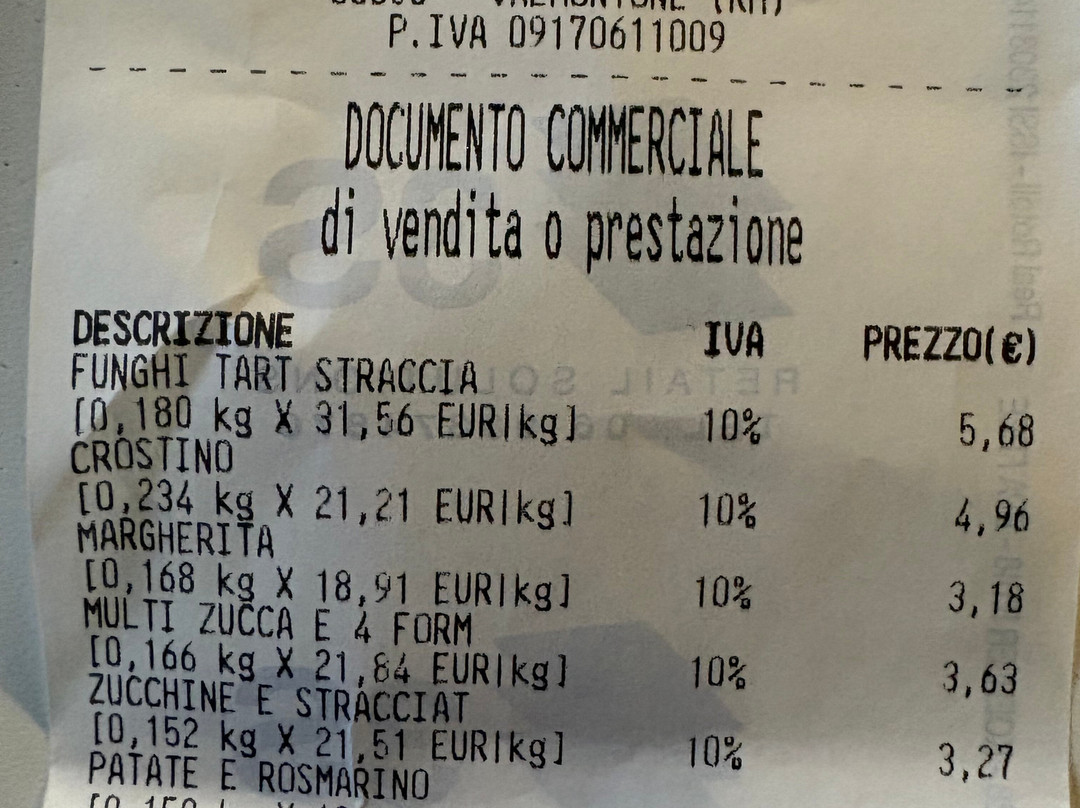 P.IVA 09170611009
DOCUMENTO COMMERCIALE
di vendita o prestazione
DESCRIZIONE IVA PREZZO(€)
FUNGHI TART STRACCIA
[0,180 kg X 31,56 EUR|kg] 10% 5,68
CROSTINO
[0,234 kg X 21,21 EUR|kg] 10% 4,96
MARGHERITA
[0,168 kg X 18,91 EUR|kg] 10% 3,18
MULTI ZUCCA E 4 FORM
[0,166 kg X 21,84 EUR|kg] 10% 3,63
ZUCCHINE E STRACCIAT
[0,152 kg X 21,51 EUR|kg] 10% 3,27
PATATE E ROSMARINO